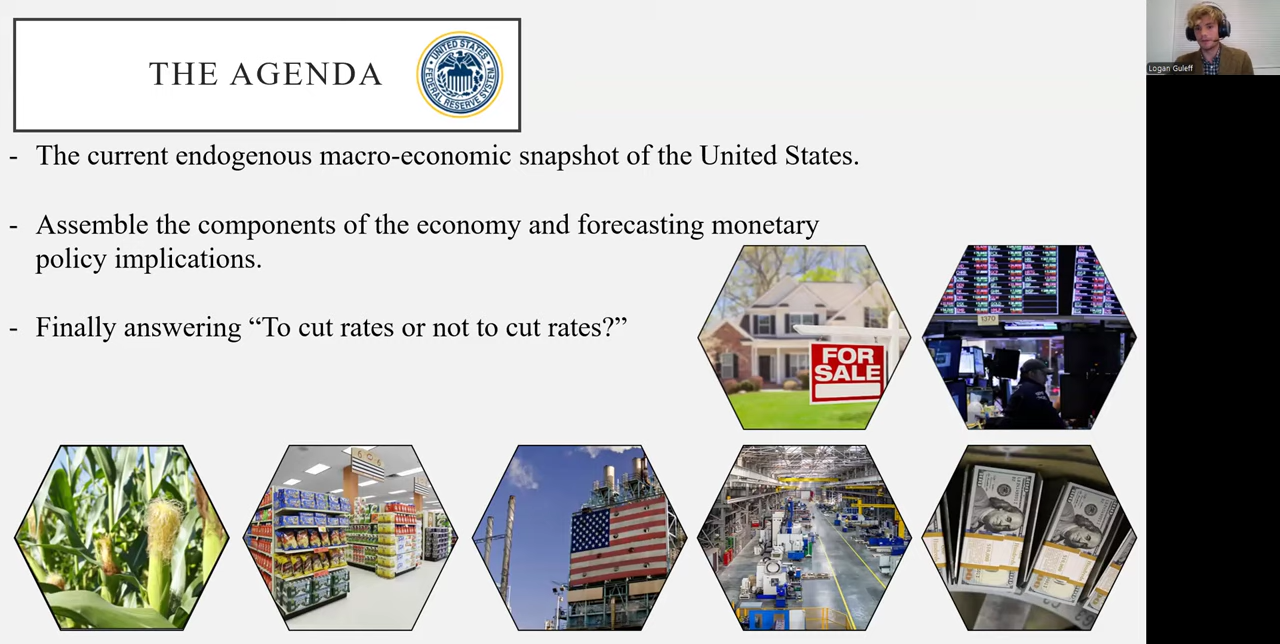 THE AGENDA
UNITED STATES
FEDERAL RESERVE SYSTEM
- The current endogenous macro-economic snapshot of the United States.
- Assemble the components of the economy and forecasting monetary
policy implications.
- Finally answering “To cut rates or not to cut rates?”
FOR
SALE
1370
Logan Guleff